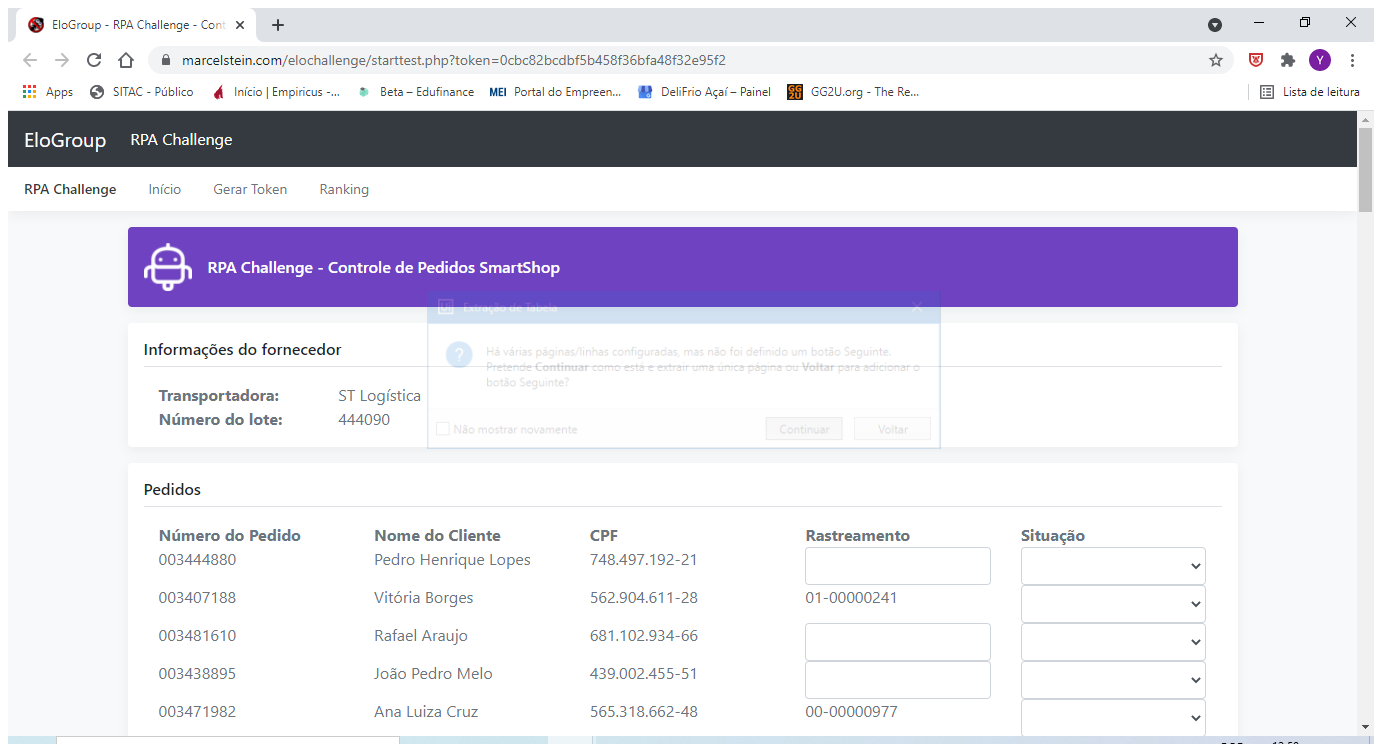 EloGroup - RPA Challenge - Cont
marcelstein.com/elochallenge/starttest.php?token=0cbc82bcdbf5b458f36bfa48f32e95f2
Y
Apps SITAC - Público Início | Empiricus -... Beta – Edufinance MEI Portal do Empreen... DeliFrio Açaí – Painel GG2U GG2U.org - The Re... Lista de leitura
EloGroup RPA Challenge
RPA Challenge Início Gerar Token Ranking
RPA Challenge - Controle de Pedidos SmartShop
Ui Extração de Tabela
Informações do fornecedor
Há várias páginas/linhas configuradas, mas não foi definido um botão Seguinte.
Pretende Continuar como está e extrair uma única página ou Voltar para adicionar o
botão Seguinte?
Transportadora: ST Logística
Número do lote: 444090
Não mostrar novamente Continuar Voltar
Pedidos
Número do Pedido Nome do Cliente CPF Rastreamento Situação
003444880 Pedro Henrique Lopes 748.497.192-21
003407188 Vitória Borges 562.904.611-28 01-00000241
003481610 Rafael Araujo 681.102.934-66
003438895 João Pedro Melo 439.002.455-51
003471982 Ana Luiza Cruz 565.318.662-48 00-00000977